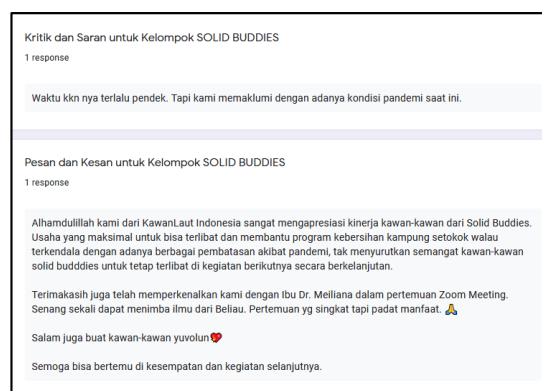 Kritik dan Saran untuk Kelompok SOLID BUDDIES
1 response
Waktu kkn nya terlalu pendek. Tapi kami memaklumi dengan adanya kondisi pandemi saat ini.
Pesan dan Kesan untuk Kelompok SOLID BUDDIES
1 response
Alhamdulillah kami dari KawanLaut Indonesia sangat mengapresiasi kinerja kawan-kawan dari Solid Buddies.
Usaha yang maksimal untuk bisa terlibat dan membantu program kebersihan kampung setokok walau
terkendala dengan adanya berbagai pembatasan akibat pandemi, tak menyurutkan semangat kawan-kawan
solid budddies untuk tetap terlibat di kegiatan berikutnya secara berkelanjutan.
Terimakasih juga telah memperkenalkan kami dengan Ibu Dr. Meiliana dalam pertemuan Zoom Meeting.
Senang sekali dapat menimba ilmu dari Beliau. Pertemuan yg singkat tapi padat manfaat. 🙏
Salam juga buat kawan-kawan yuvolun💖
Semoga bisa bertemu di kesempatan dan kegiatan selanjutnya.